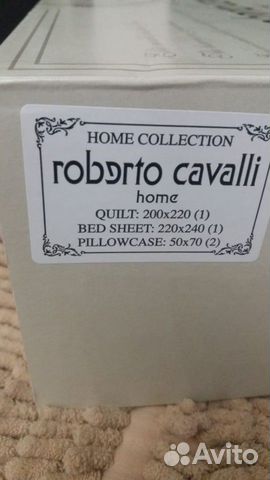 HOME COLLECTION
roberto cavalli
home
QUILT: 200x220 (1)
BED SHEET: 220x240 (1)
PILLOWCASE: 50x70 (2)
Avito